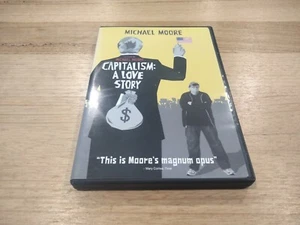 MICHAEL MOORE
CAPITALISM:
A LOVE
STORY
$
"This is Moore's magnum opus"